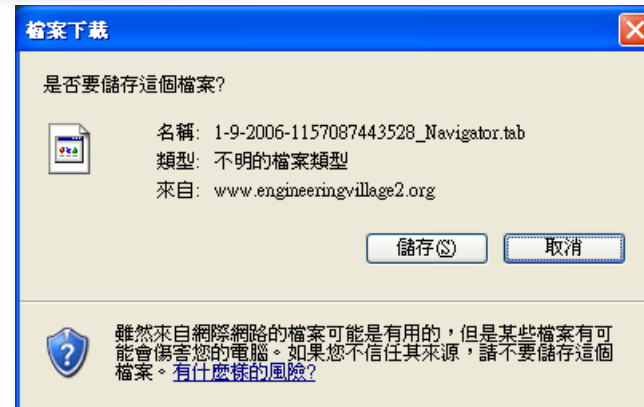 檔案下載
是否要儲存這個檔案?
名稱: 1-9-2006-1157087443528_Navigator.tab
類型: 不明的檔案類型
來自: www.engineeringvillage2.org
儲存(S) 取消
雖然來自網際網路的檔案可能是有用的，但是某些檔案有可
能會傷害您的電腦。如果您不信任其來源，請不要儲存這個
檔案。有什麼樣的風險?